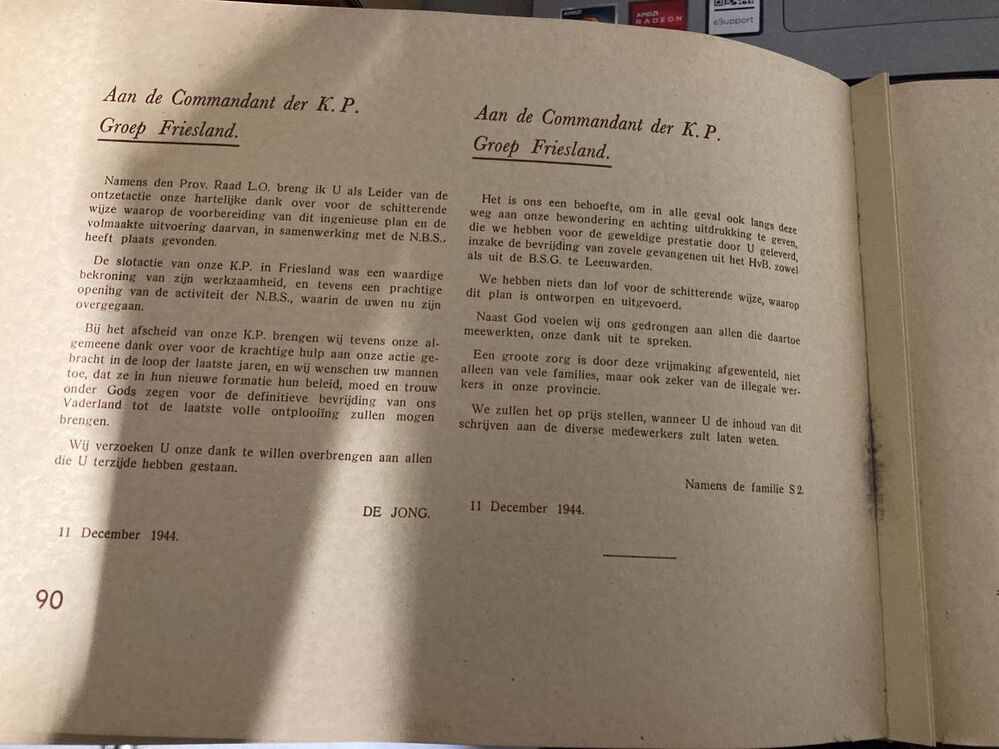 AMD
AMD
RADEON
eSupport
Aan de Commandant der K. P.
Groep Friesland.
Namens den Prov. Raad L.O. breng ik U als Leider van de
ontzetactie onze hartelijke dank over voor de schitterende
wijze waarop de voorbereiding van dit ingenieuse plan en de
volmaakte uitvoering daarvan, in samenwerking met de N.B.S.,
heeft plaats gevonden.
De slotactie van onze K.P. in Friesland was een waardige
bekroning van zijn werkzaamheid, en tevens een prachtige
opening van de activiteit der N.B.S., waarin de uwen nu zijn
overgegaan.
Bij het afscheid van onze K.P. brengen wij tevens onze al-
gemeene dank over voor de krachtige hulp aan onze actie ge-
bracht in de loop der laatste jaren, en wij wenschen uw mannen
toe, dat ze in hun nieuwe formatie hun beleid, moed en trouw
onder Gods zegen voor de definitieve bevrijding van ons
Vaderland tot de laatste volle ontplooiïng zullen mogen
brengen.
Wij verzoeken U onze dank te willen overbrengen aan allen
die U terzijde hebben gestaan.
DE JONG.
11 December 1944.
90
Aan de Commandant der K. P.
Groep Friesland.
Het is ons een behoefte, om in alle geval ook langs deze
weg aan onze bewondering en achting uitdrukking te geven,
die we hebben voor de geweldige prestatie door U geleverd,
inzake de bevrijding van zovele gevangenen uit het HvB. zowel
als uit de B.S.G. te Leeuwarden.
We hebben niets dan lof voor de schitterende wijze, waarop
dit plan is ontworpen en uitgevoerd.
Naast God voelen wij ons gedrongen aan allen die daartoe
meewerkten, onze dank uit te spreken.
Een groote zorg is door deze vrijmaking afgewenteld, niet
alleen van vele families, maar ook zeker van de illegale wer-
kers in onze provincie.
We zullen het op prijs stellen, wanneer U de inhoud van dit
schrijven aan de diverse medewerkers zult laten weten.
Namens de familie S 2.
11 December 1944.